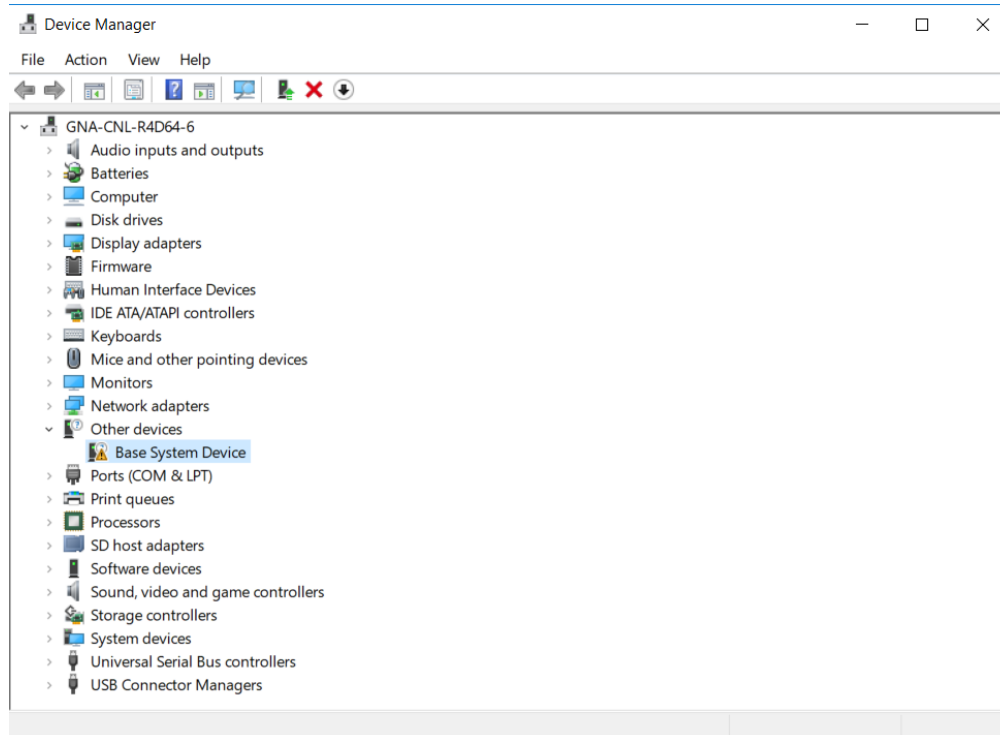 Device Manager
File Action View Help
GNA-CNL-R4D64-6
Audio inputs and outputs
Batteries
Computer
Disk drives
Display adapters
Firmware
Human Interface Devices
IDE ATA/ATAPI controllers
Keyboards
Mice and other pointing devices
Monitors
Network adapters
Other devices
Base System Device
Ports (COM & LPT)
Print queues
Processors
SD host adapters
Software devices
Sound, video and game controllers
Storage controllers
System devices
Universal Serial Bus controllers
USB Connector Managers